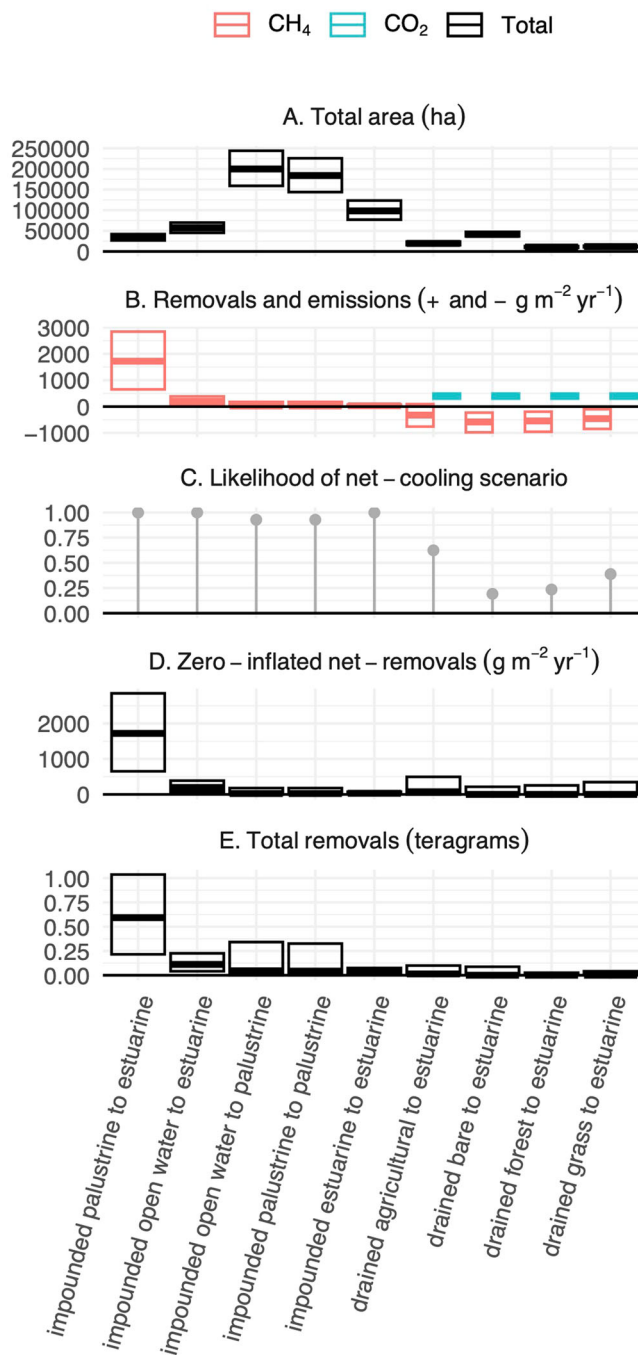 CH₄ CO₂ Total
A. Total area (ha)
250000
200000
150000
100000
50000
0
B. Removals and emissions (+ and − g m⁻² yr⁻¹)
3000
2000
1000
0
−1000
C. Likelihood of net − cooling scenario
1.00
0.75
0.50
0.25
0.00
D. Zero − inflated net − removals (g m⁻² yr⁻¹)
2000
1000
0
E. Total removals (teragrams)
1.00
0.75
0.50
0.25
0.00
impounded palustrine to estuarine
impounded open water to estuarine
impounded open water to palustrine
impounded palustrine to palustrine
impounded estuarine to estuarine
drained agricultural to estuarine
drained bare to estuarine
drained forest to estuarine
drained grass to estuarine